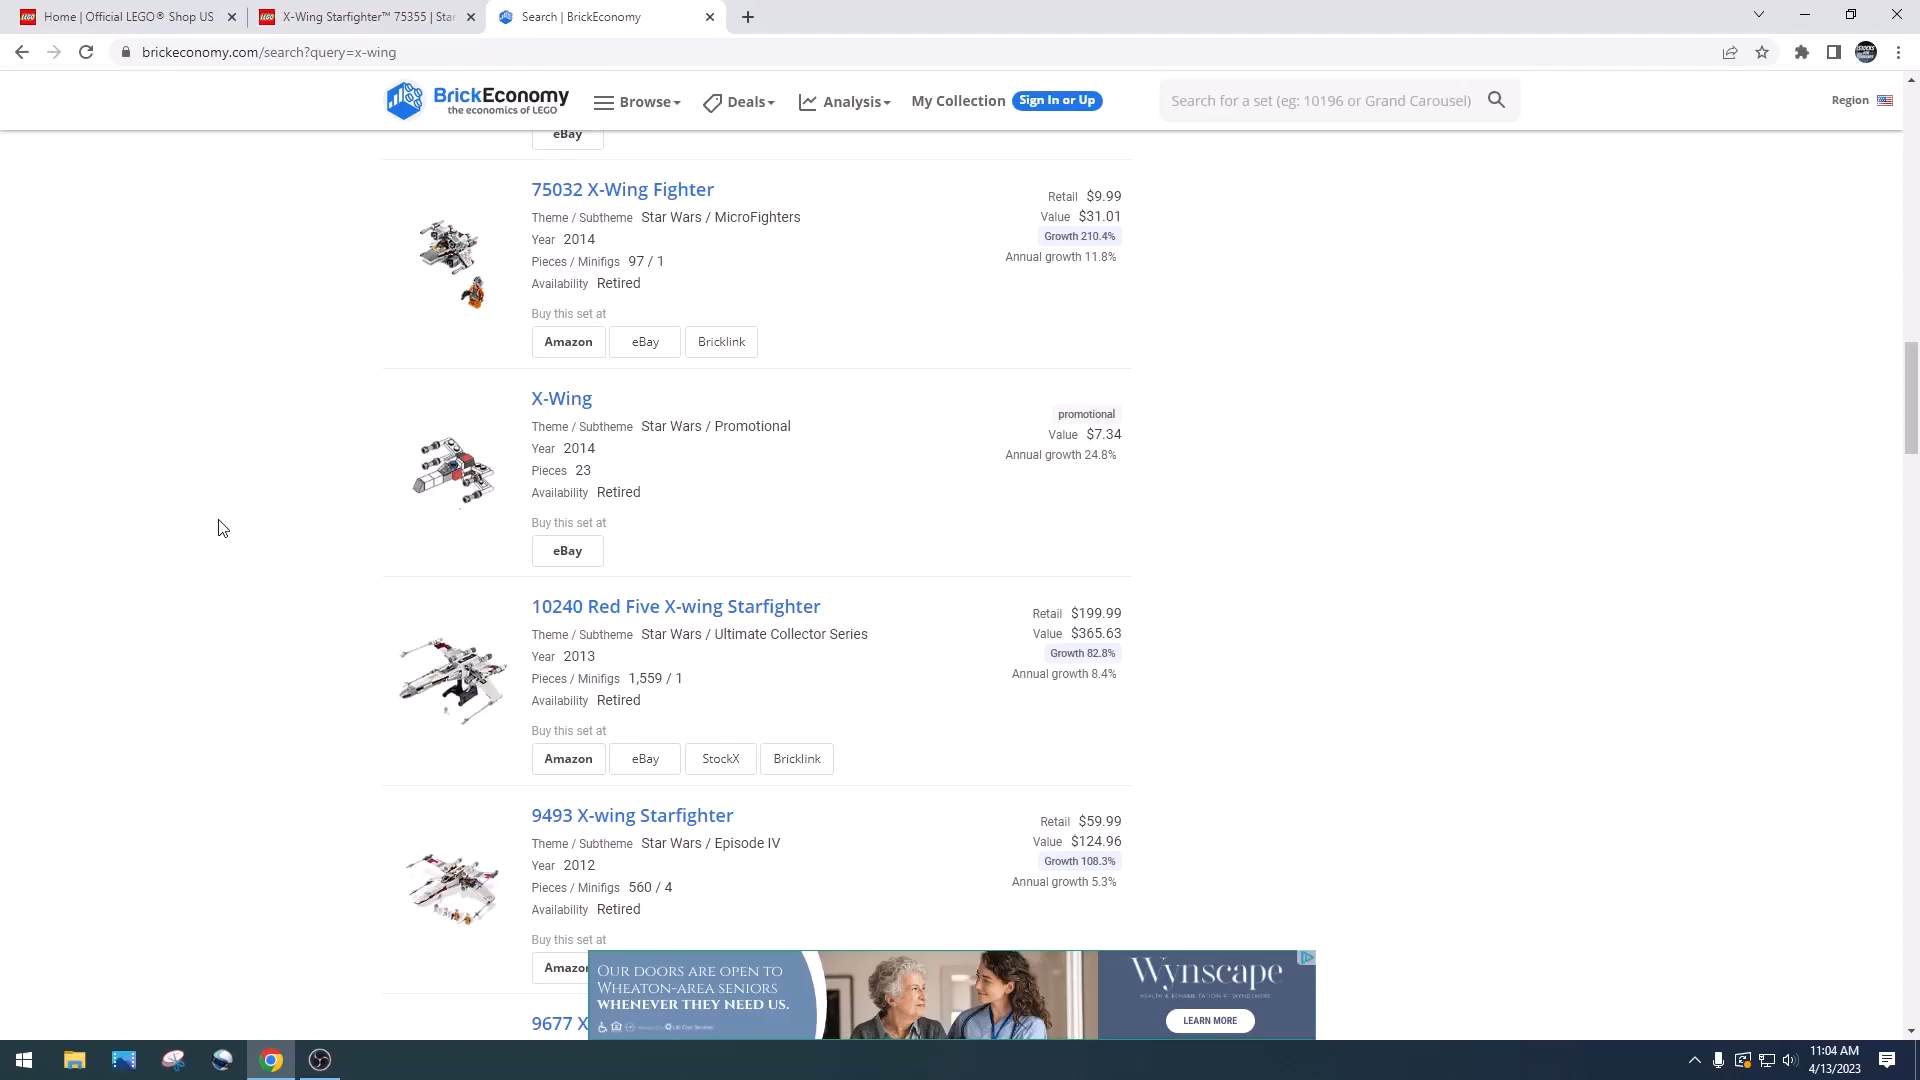 Home | Official LEGO® Shop US
X-Wing Starfighter™ 75355 | Star
Search | BrickEconomy
brickeconomy.com/search?query=x-wing
BrickEconomy
the economics of LEGO
Browse
Deals
Analysis
My Collection
Sign In or Up
Search for a set (eg: 10196 or Grand Carousel)
Region
eBay
75032 X-Wing Fighter
Theme / Subtheme Star Wars / MicroFighters
Year 2014
Pieces / Minifigs 97 / 1
Availability Retired
Retail $9.99
Value $31.01
Growth 210.4%
Annual growth 11.8%
Buy this set at
Amazon eBay Bricklink
X-Wing
Theme / Subtheme Star Wars / Promotional
Year 2014
Pieces 23
Availability Retired
promotional
Value $7.34
Annual growth 24.8%
Buy this set at
eBay
10240 Red Five X-wing Starfighter
Theme / Subtheme Star Wars / Ultimate Collector Series
Year 2013
Pieces / Minifigs 1,559 / 1
Availability Retired
Retail $199.99
Value $365.63
Growth 82.8%
Annual growth 8.4%
Buy this set at
Amazon eBay StockX Bricklink
9493 X-wing Starfighter
Theme / Subtheme Star Wars / Episode IV
Year 2012
Pieces / Minifigs 560 / 4
Availability Retired
Retail $59.99
Value $124.96
Growth 108.3%
Annual growth 5.3%
Buy this set at
Amazo
9677 X
OUR DOORS ARE OPEN TO
WHEATON-AREA SENIORS
WHENEVER THEY NEED US.
Life Care Services
Wynscape
HEALTH & REHABILITATION BY WYNDEMERE
LEARN MORE
11:04 AM
4/13/2023